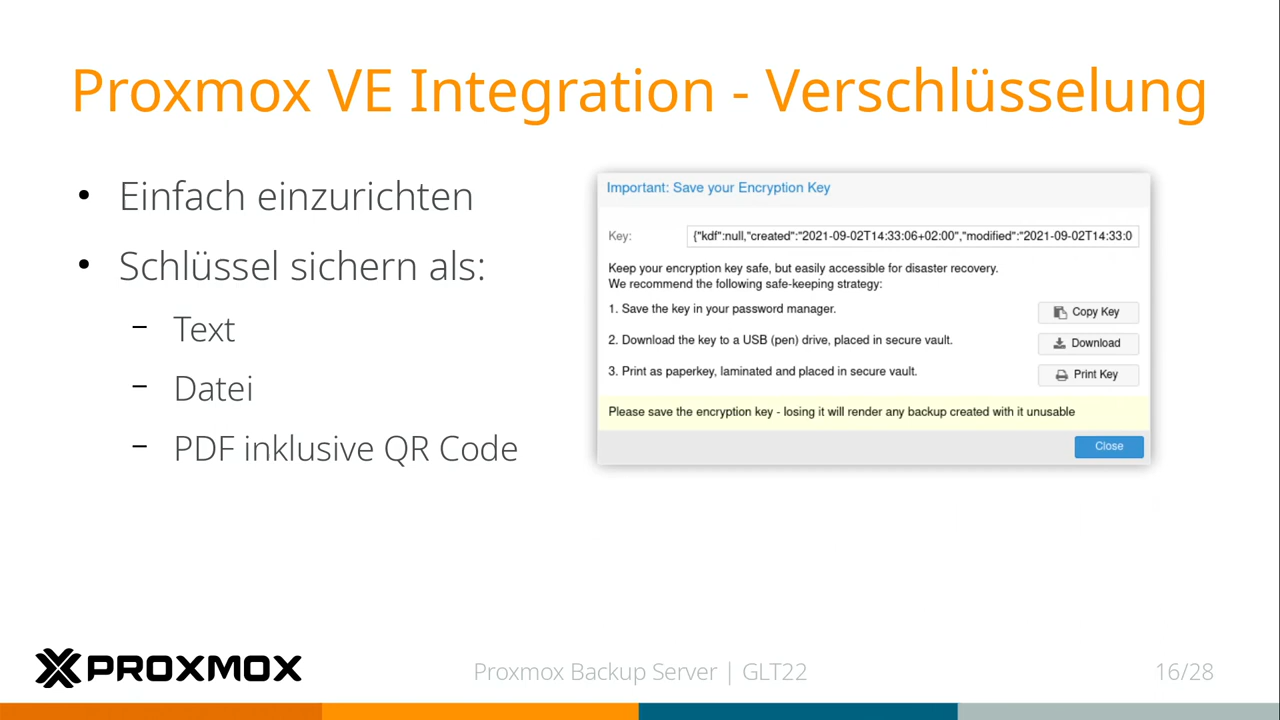 Proxmox VE Integration - Verschlüsselung
• Einfach einzurichten
• Schlüssel sichern als:
– Text
– Datei
– PDF inklusive QR Code
Important: Save your Encryption Key
Key: {"kdf":null,"created":"2021-09-02T14:33:06+02:00","modified":"2021-09-02T14:33:0
Keep your encryption key safe, but easily accessible for disaster recovery.
We recommend the following safe-keeping strategy:
1. Save the key in your password manager. Copy Key
2. Download the key to a USB (pen) drive, placed in secure vault. Download
3. Print as paperkey, laminated and placed in secure vault. Print Key
Please save the encryption key - losing it will render any backup created with it unusable
Close
PROXMOX
Proxmox Backup Server | GLT22
16/28